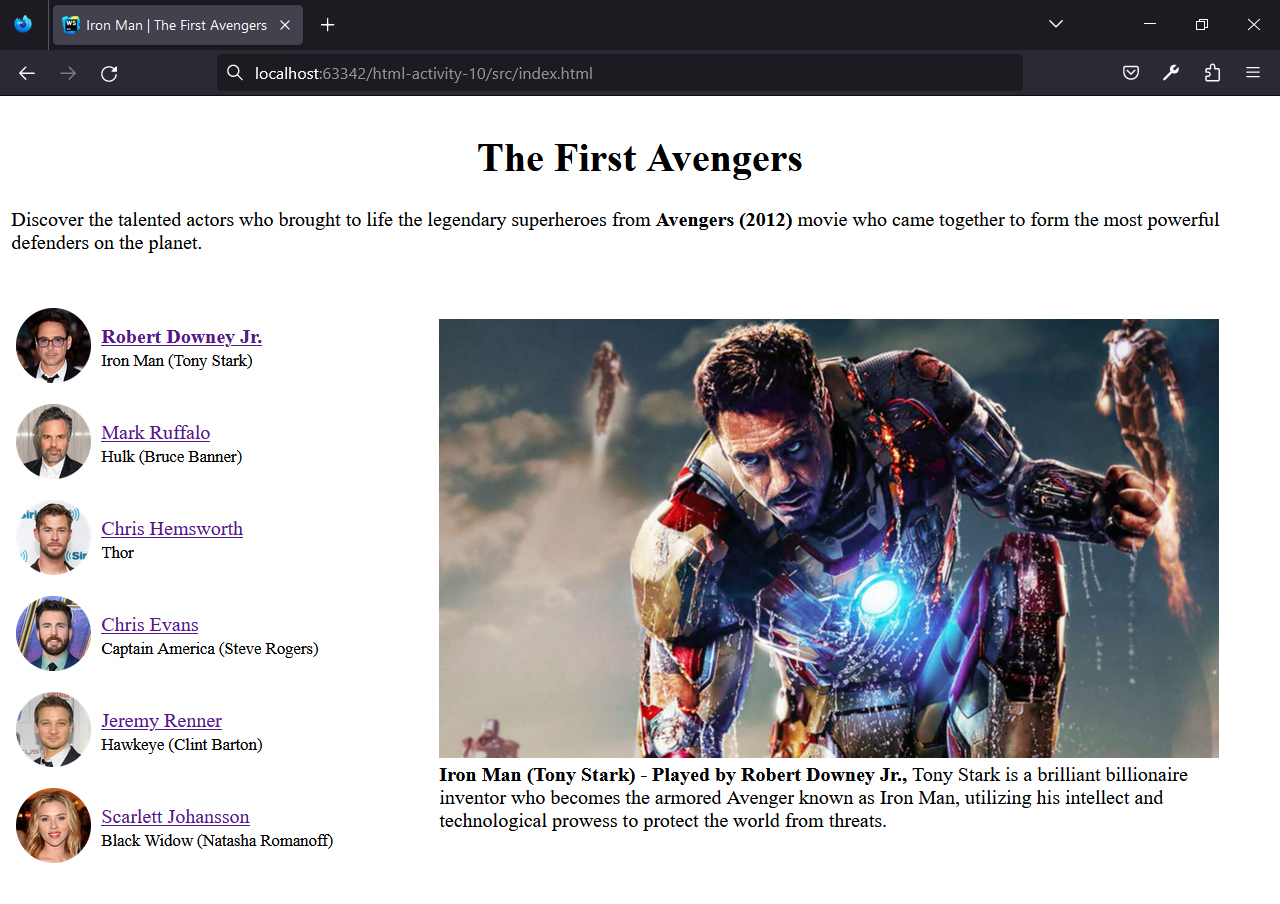 Iron Man | The First Avengers
localhost:63342/html-activity-10/src/index.html
The First Avengers
Discover the talented actors who brought to life the legendary superheroes from Avengers (2012) movie who came together to form the most powerful
defenders on the planet.
Robert Downey Jr.
Iron Man (Tony Stark)
Mark Ruffalo
Hulk (Bruce Banner)
Chris Hemsworth
Thor
Chris Evans
Captain America (Steve Rogers)
Jeremy Renner
Hawkeye (Clint Barton)
Scarlett Johansson
Black Widow (Natasha Romanoff)
Iron Man (Tony Stark) - Played by Robert Downey Jr., Tony Stark is a brilliant billionaire
inventor who becomes the armored Avenger known as Iron Man, utilizing his intellect and
technological prowess to protect the world from threats.